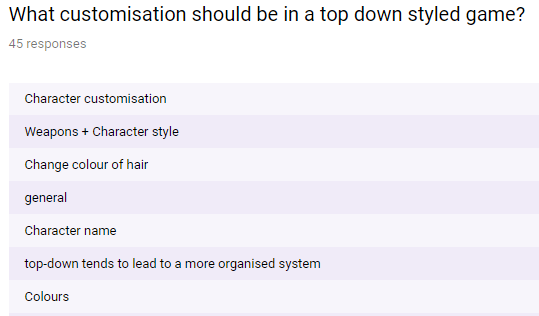 What customisation should be in a top down styled game?
45 responses
Character customisation
Weapons + Character style
Change colour of hair
general
Character name
top-down tends to lead to a more organised system
Colours